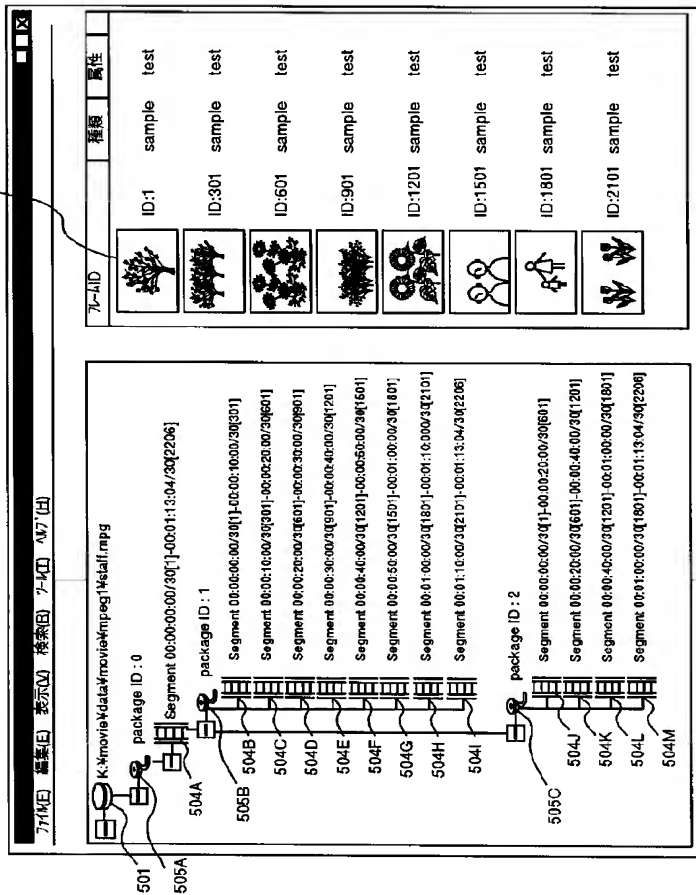 ファイル(F) 編集(E) 表示(V) 検索(R) ツール(T) ヘルプ(H)
K:¥movie¥data¥movie¥mpeg1¥staff.mpg
501
package ID : 0
505A
Segment 00:00:00:00/30[1]-00:01:13:04/30[2206]
504A
package ID : 1
505B
Segment 00:00:00:00/30[1]-00:00:10:00/30[301]
504B
Segment 00:00:10:00/30[301]-00:00:20:00/30[601]
504C
Segment 00:00:20:00/30[601]-00:00:30:00/30[901]
504D
Segment 00:00:30:00/30[901]-00:00:40:00/30[1201]
504E
Segment 00:00:40:00/30[1201]-00:00:50:00/30[1501]
504F
Segment 00:00:50:00/30[1501]-00:01:00:00/30[1801]
504G
Segment 00:01:00:00/30[1801]-00:01:10:000/30[2101]
504H
Segment 00:01:10:00/30[2101]-00:01:13:04/30[2206]
504I
package ID : 2
505C
Segment 00:00:00:00/30[1]-00:00:20:00/30[601]
504J
Segment 00:00:20:00/30[601]-00:00:40:00/30[1201]
504K
Segment 00:00:40:00/30[1201]-00:01:00:00/30[1801]
504L
Segment 00:01:00:00/30[1801]-00:01:13:04/30[2206]
504M
フレームID 種類 属性
ID:1 sample test
ID:301 sample test
ID:601 sample test
ID:901 sample test
ID:1201 sample test
ID:1501 sample test
ID:1801 sample test
ID:2101 sample test